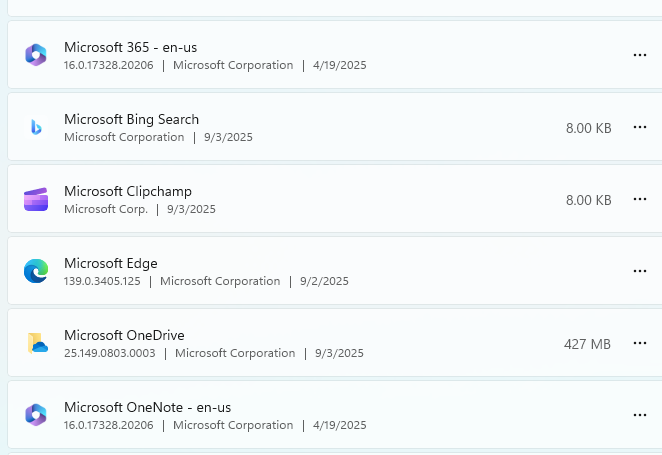 Microsoft 365 - en-us
16.0.17328.20206 | Microsoft Corporation | 4/19/2025
Microsoft Bing Search
Microsoft Corporation | 9/3/2025
8.00 KB
Microsoft Clipchamp
Microsoft Corp. | 9/3/2025
8.00 KB
Microsoft Edge
139.0.3405.125 | Microsoft Corporation | 9/2/2025
Microsoft OneDrive
25.149.0803.0003 | Microsoft Corporation | 9/3/2025
427 MB
Microsoft OneNote - en-us
16.0.17328.20206 | Microsoft Corporation | 4/19/2025